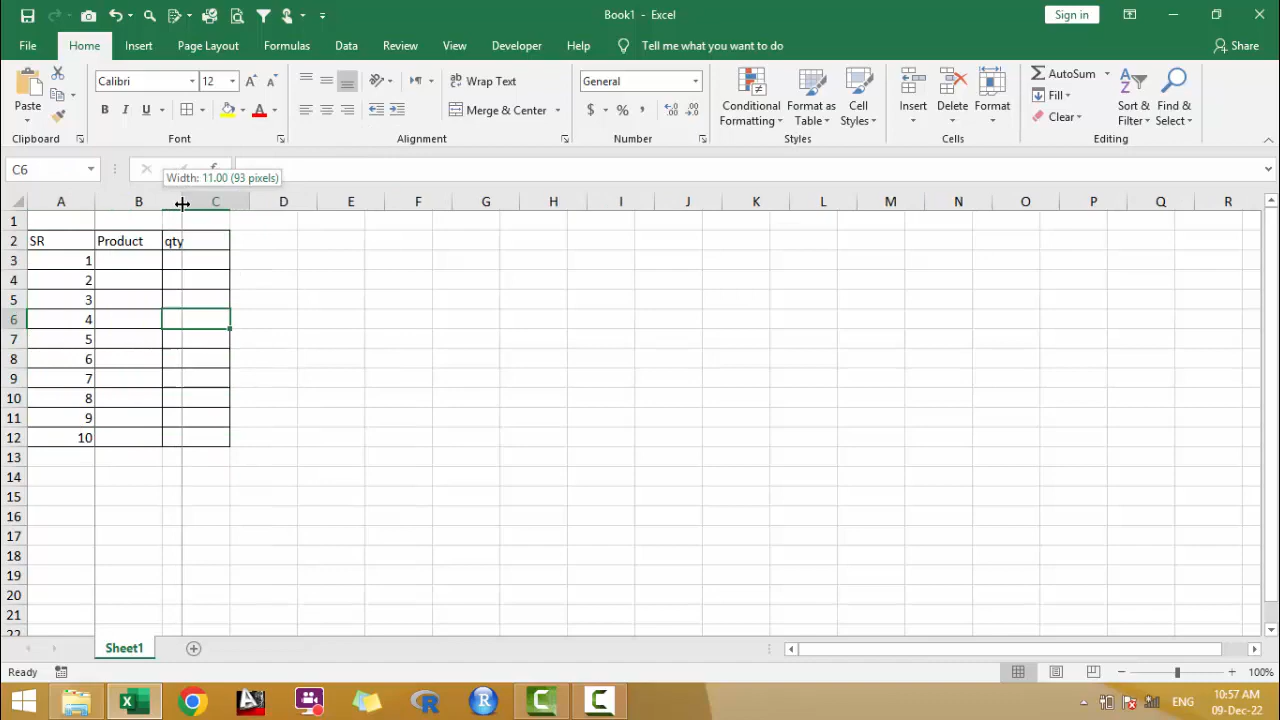 Book1 - Excel
Sign in
File Home Insert Page Layout Formulas Data Review View Developer Help Tell me what you want to do Share
Paste
Calibri 12
B I U
Wrap Text
Merge & Center
General
$ % ,
Conditional Formatting
Format as Table
Cell Styles
Insert Delete Format
AutoSum
Fill
Clear
Sort & Filter
Find & Select
Clipboard Font Alignment Number Styles Cells Editing
C6
Width: 11.00 (93 pixels)
A B C D E F G H I J K L M N O P Q R
1
2 SR Product qty
3 1
4 2
5 3
6 4
7 5
8 6
9 7
10 8
11 9
12 10
13
14
15
16
17
18
19
20
21
22
Sheet1
Ready 100%
ENG
10:57 AM
09-Dec-22